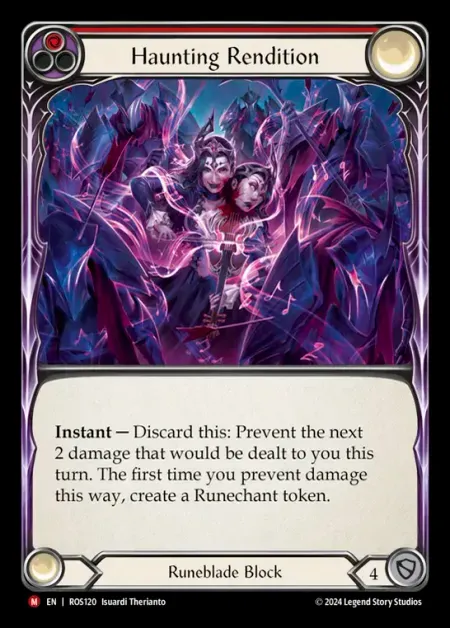 Haunting Rendition
Instant — Discard this: Prevent the next
2 damage that would be dealt to you this
turn. The first time you prevent damage
this way, create a Runechant token.
Runeblade Block
4
M EN | ROS120 Isuardi Therianto © 2024 Legend Story Studios